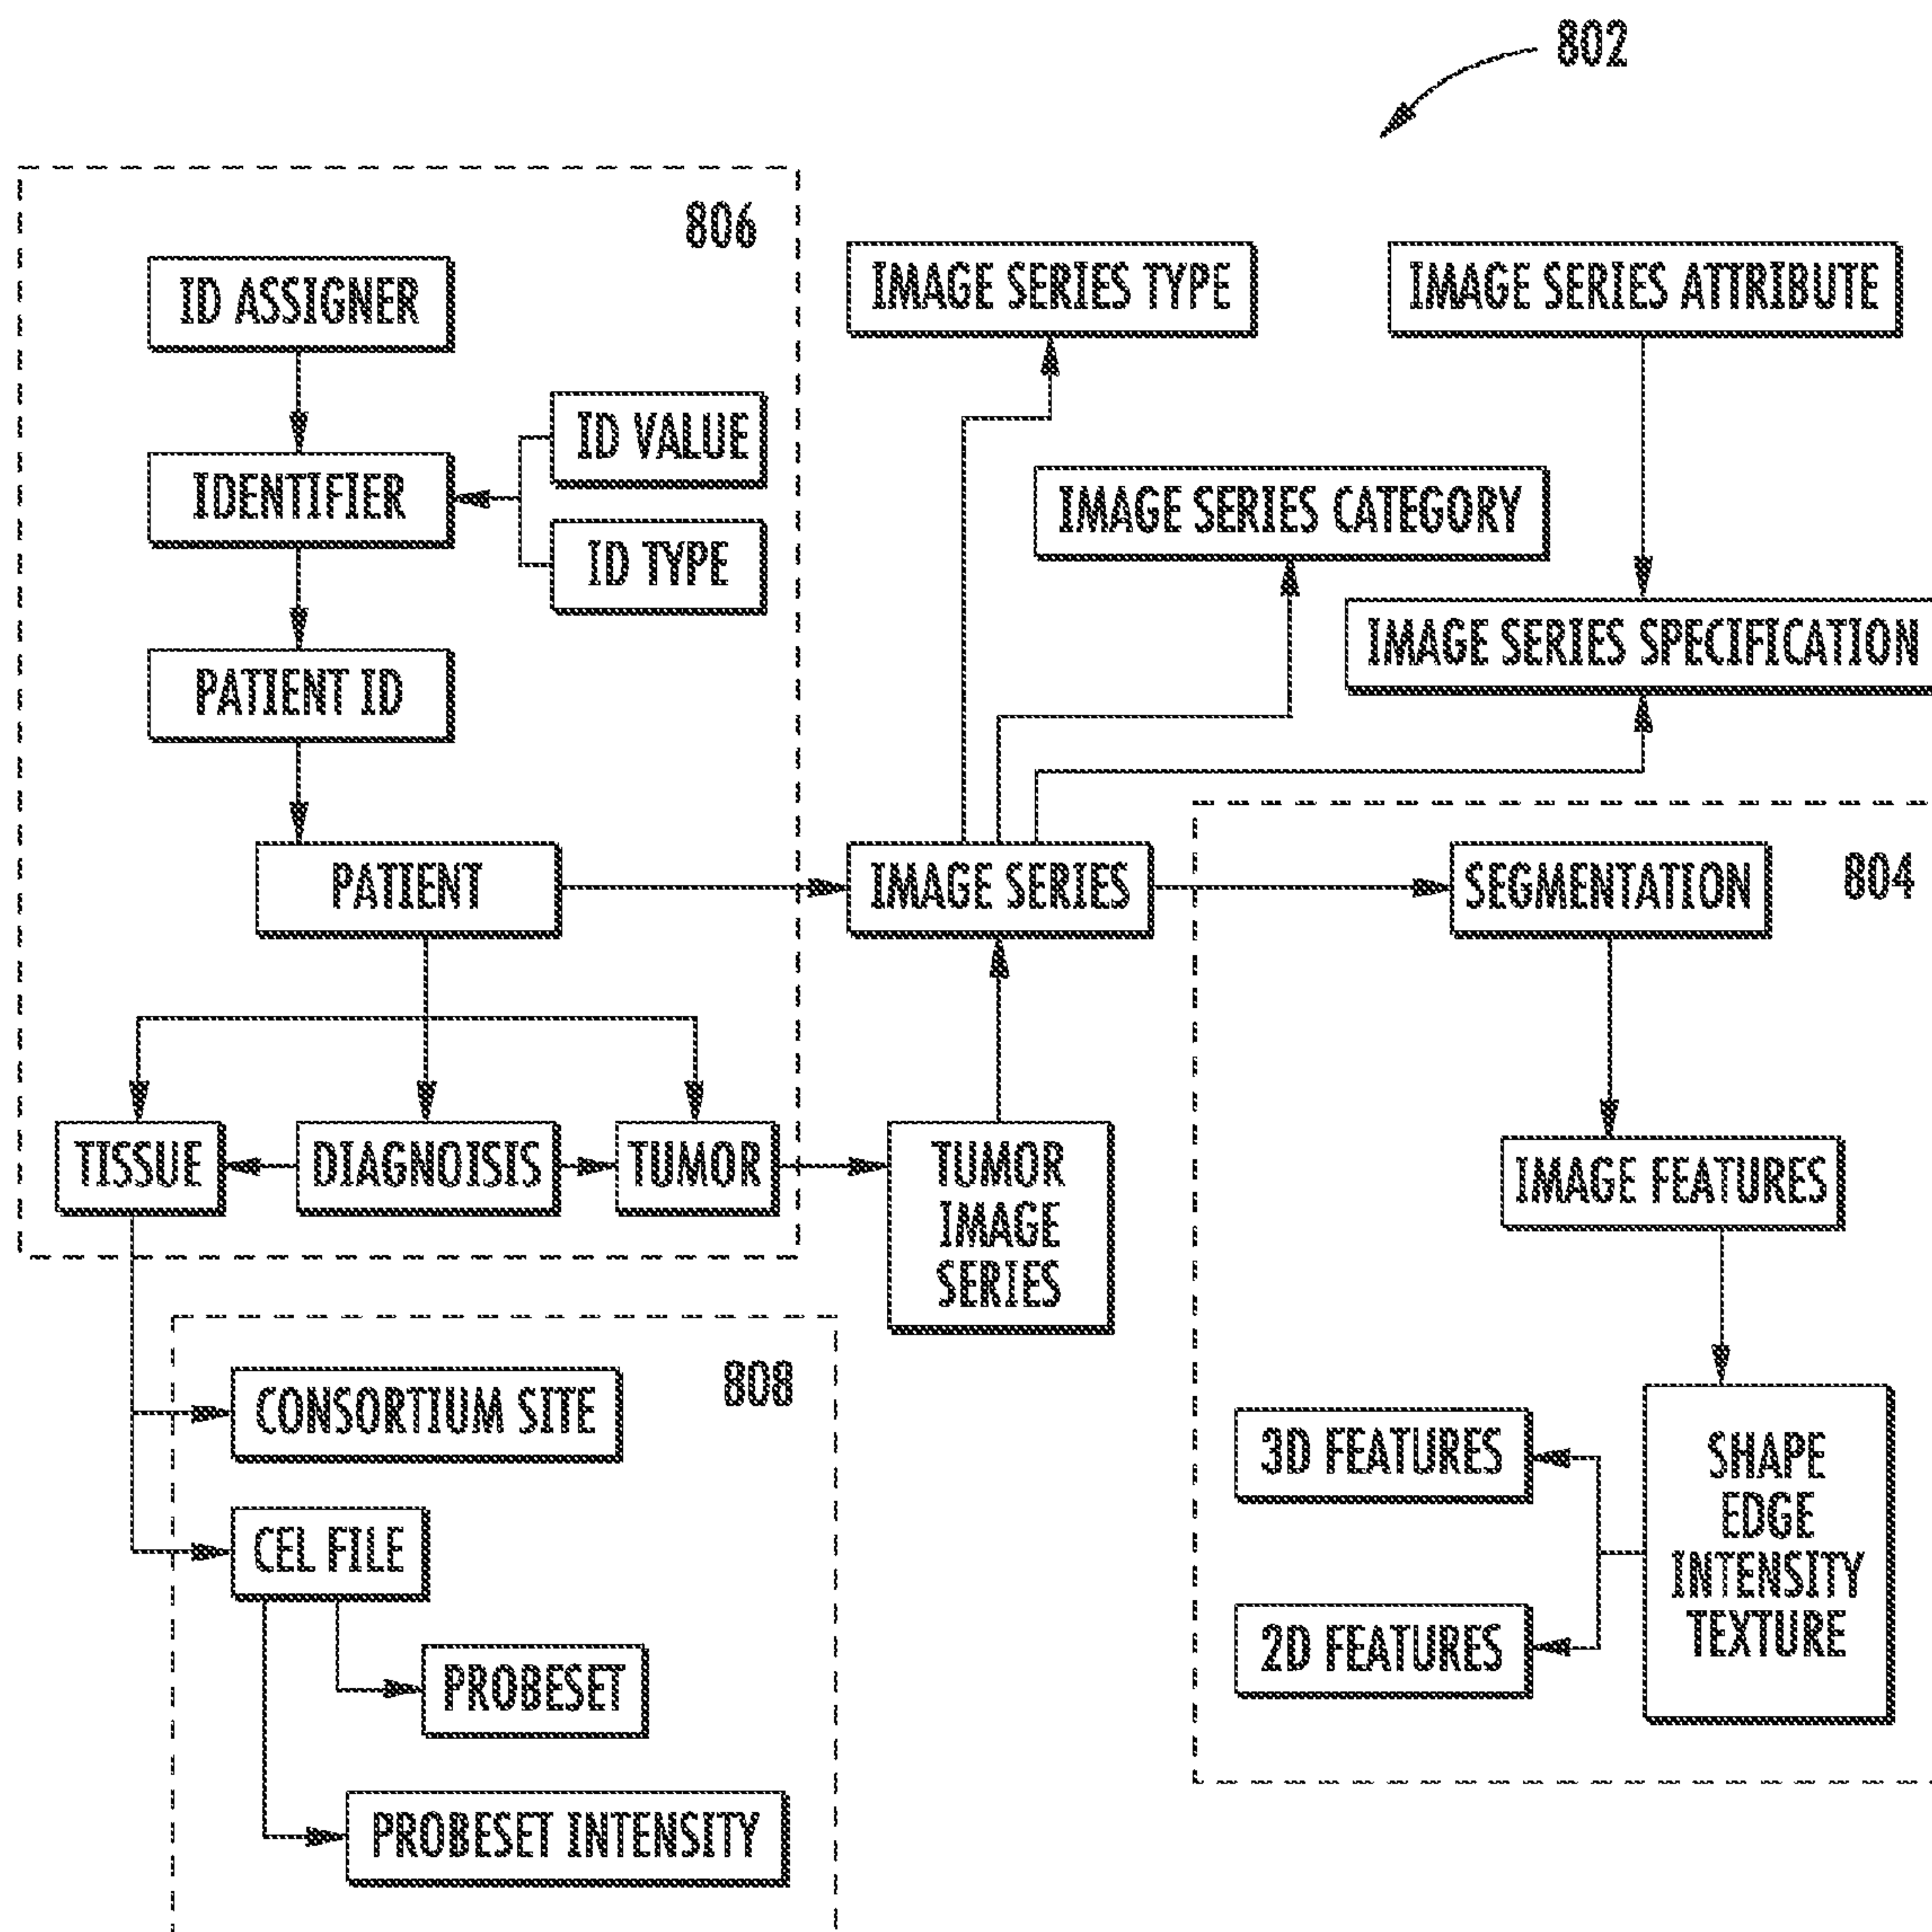 802
806
ID ASSIGNER
IMAGE SERIES TYPE
IMAGE SERIES ATTRIBUTE
ID VALUE
IDENTIFIER
ID TYPE
IMAGE SERIES CATEGORY
PATIENT ID
IMAGE SERIES SPECIFICATION
PATIENT
IMAGE SERIES
SEGMENTATION
804
TISSUE
DIAGNOISIS
TUMOR
TUMOR
IMAGE
SERIES
IMAGE FEATURES
808
CONSORTIUM SITE
CEL FILE
PROBESET
PROBESET INTENSITY
3D FEATURES
2D FEATURES
SHAPE
EDGE
INTENSITY
TEXTURE